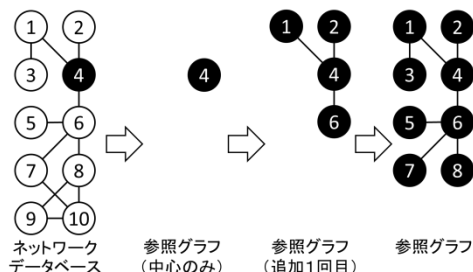 1 2 1 2 1 2
3 4 4 4 3 4
5 6 6 5 6
7 8 7 8
9 10
ネットワーク 参照グラフ 参照グラフ 参照グラフ
データベース (中心のみ) (追加1回目)